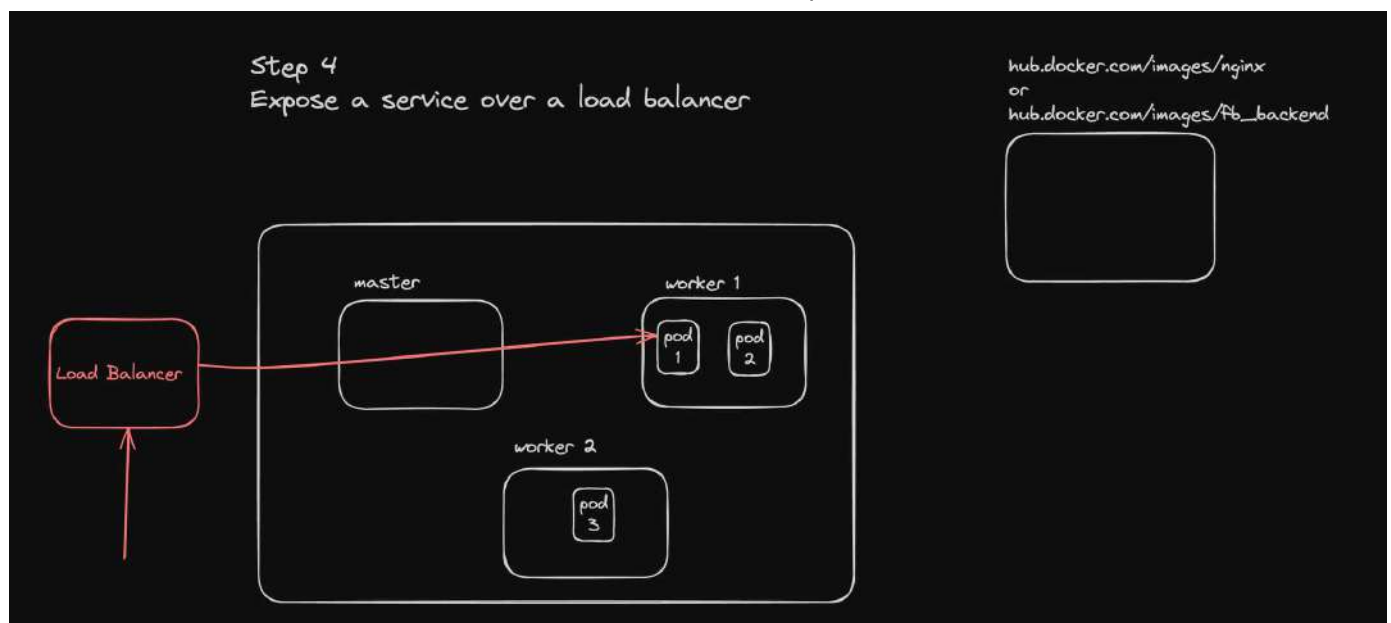 Step 4
Expose a service over a load balancer
hub.docker.com/images/nginx
or
hub.docker.com/images/fb_backend
master
worker 1
pod
1
pod
2
Load Balancer
worker 2
pod
3